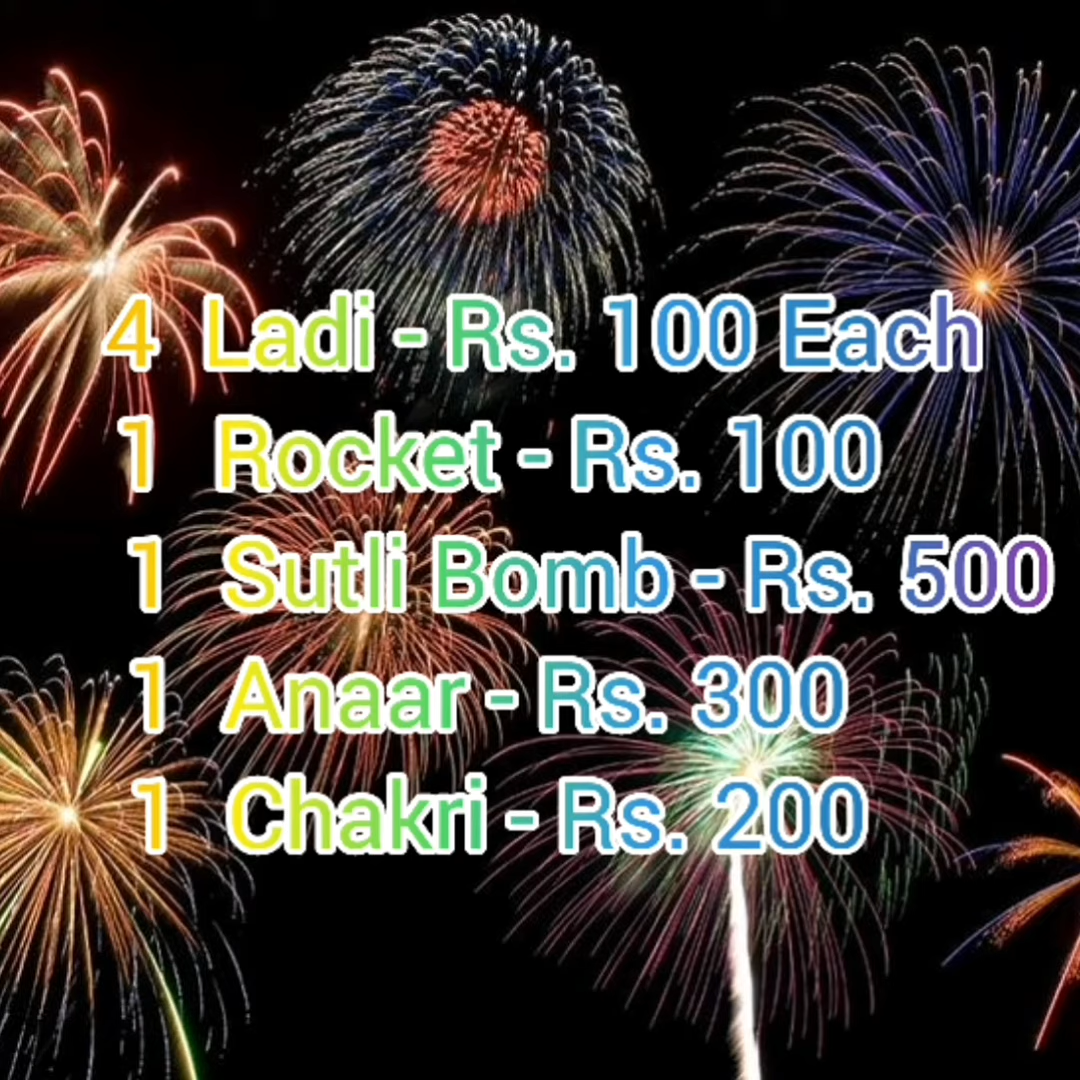 4 Ladi - Rs. 100 Each
1 Rocket - Rs. 100
1 Sutli Bomb - Rs. 500
1 Anaar - Rs. 300
1 Chakri - Rs. 200